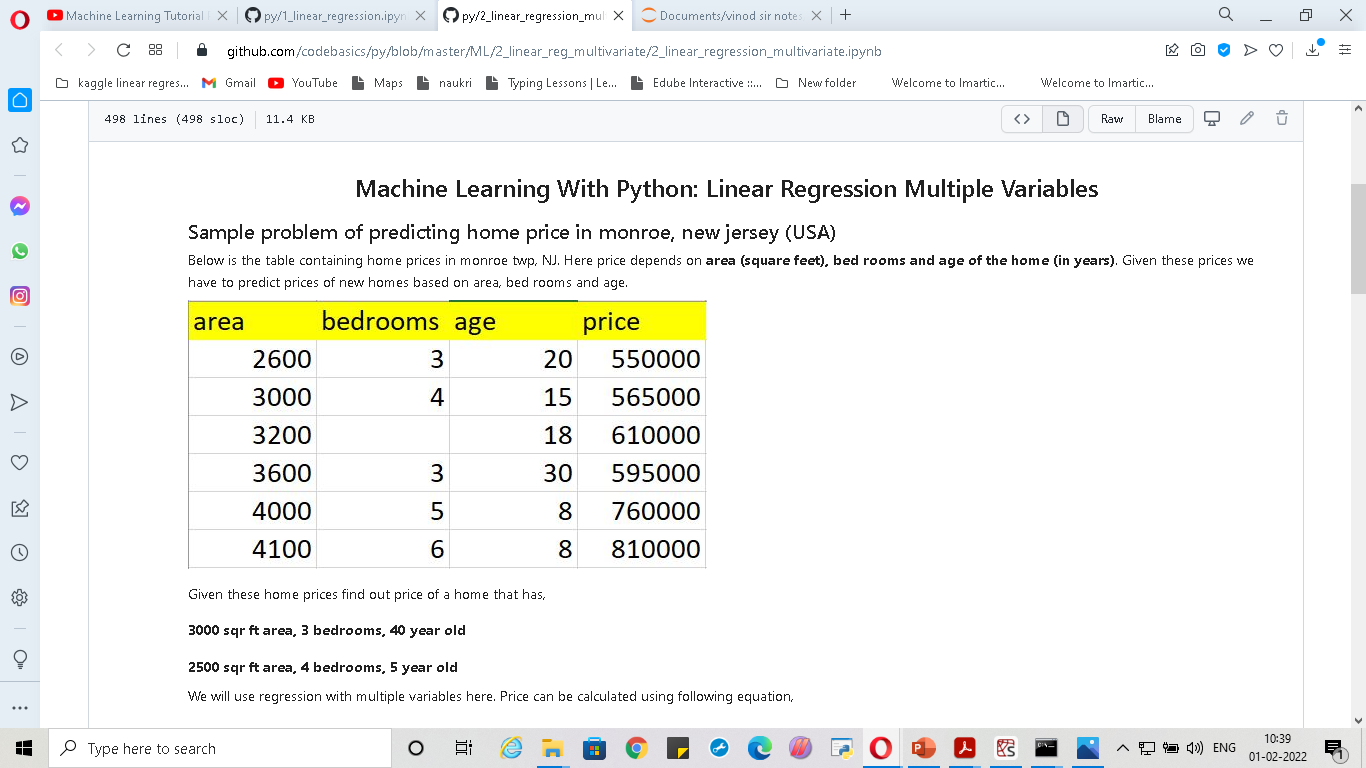 Machine Learning Tutorial
py/1_linear_regression.ipyn
py/2_linear_regression_mul
Documents/vinod sir notes
github.com/codebasics/py/blob/master/ML/2_linear_reg_multivariate/2_linear_regression_multivariate.ipynb
kaggle linear regres... Gmail YouTube Maps naukri Typing Lessons | Le... Edube Interactive ::... New folder Welcome to Imartic... Welcome to Imartic...
498 lines (498 sloc) 11.4 KB Raw Blame
Machine Learning With Python: Linear Regression Multiple Variables
Sample problem of predicting home price in monroe, new jersey (USA)
Below is the table containing home prices in monroe twp, NJ. Here price depends on area (square feet), bed rooms and age of the home (in years). Given these prices we
have to predict prices of new homes based on area, bed rooms and age.
area bedrooms age price
2600 3 20 550000
3000 4 15 565000
3200 18 610000
3600 3 30 595000
4000 5 8 760000
4100 6 8 810000
Given these home prices find out price of a home that has,
3000 sqr ft area, 3 bedrooms, 40 year old
2500 sqr ft area, 4 bedrooms, 5 year old
We will use regression with multiple variables here. Price can be calculated using following equation,
Type here to search
ENG
10:39
01-02-2022
1